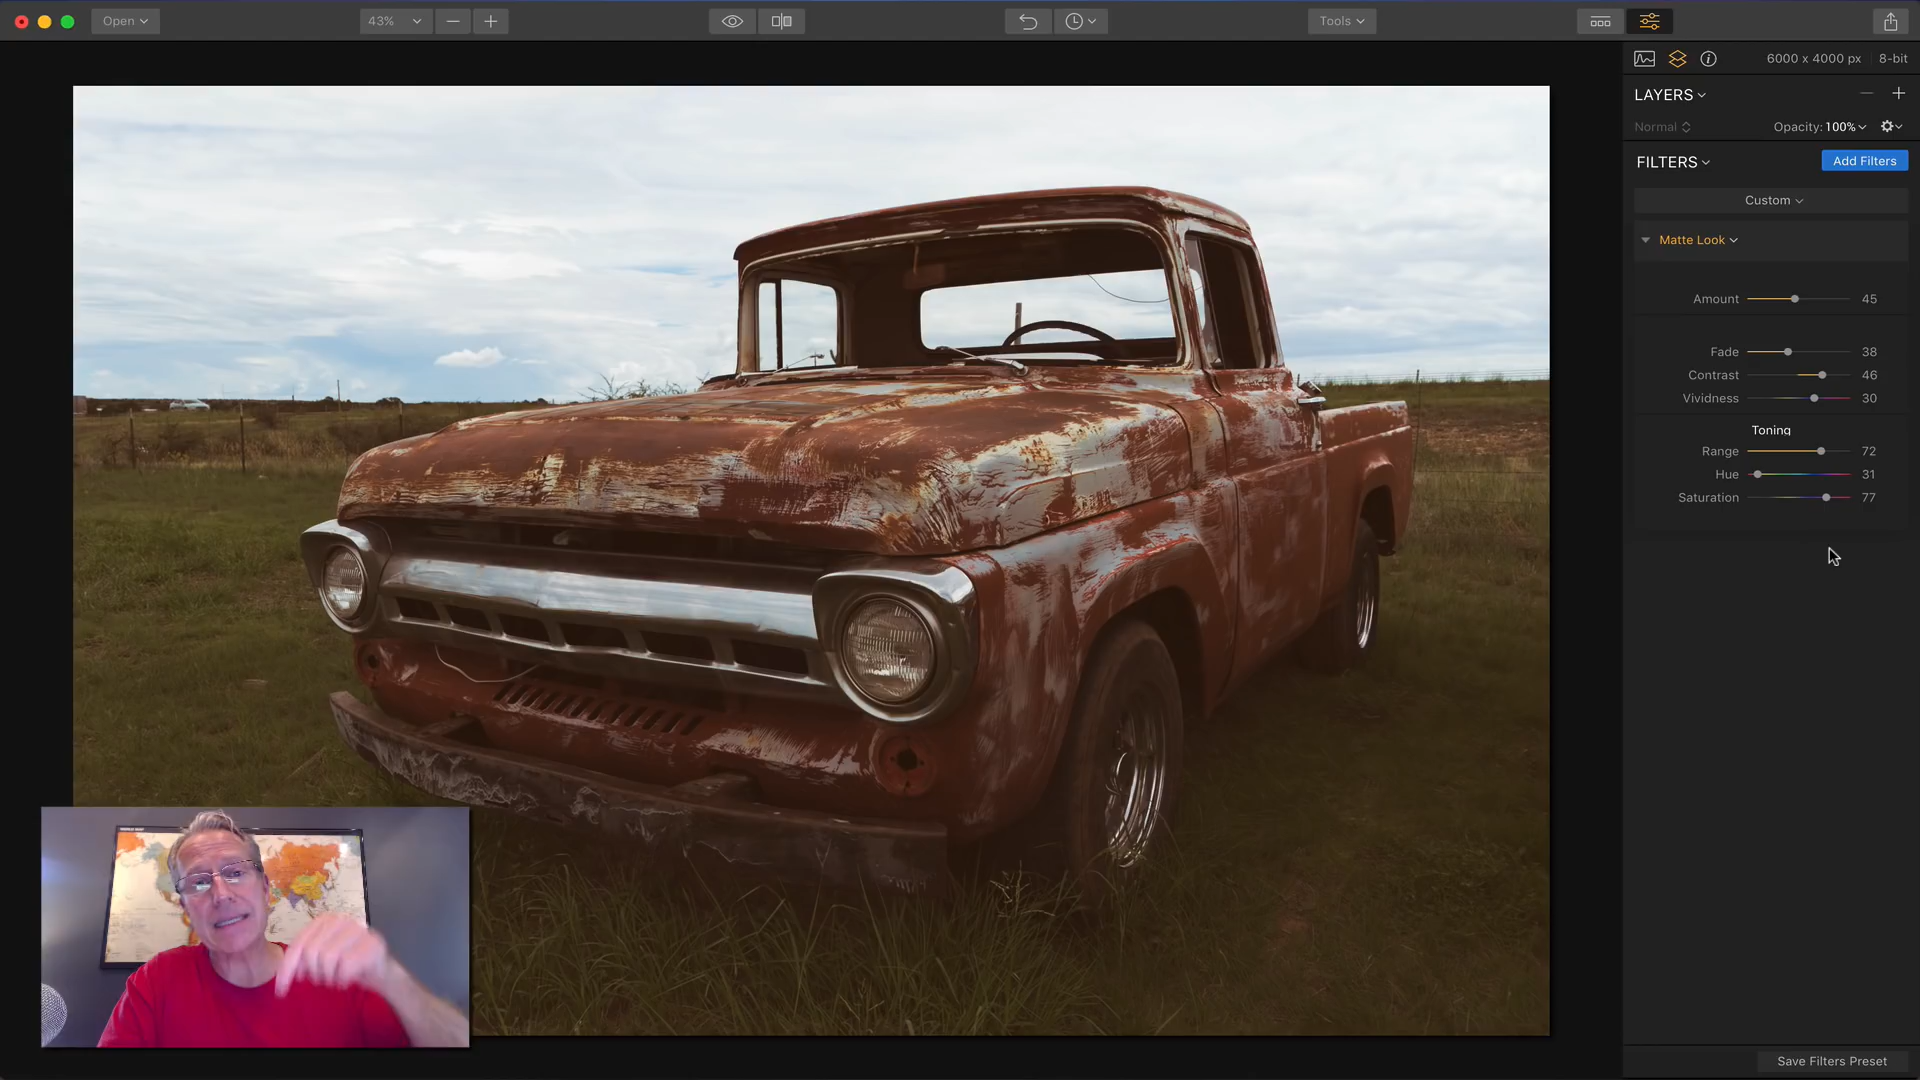 Open
43%
Tools
6000 x 4000 px
8-bit
LAYERS
Normal
Opacity: 100%
FILTERS
Add Filters
Custom
Matte Look
Amount 45
Fade 38
Contrast 46
Vividness 30
Toning
Range 72
Hue 31
Saturation 77
Save Filters Preset